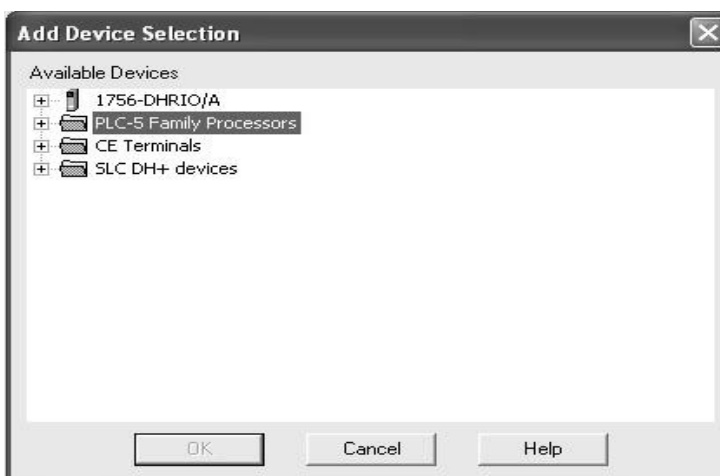 Add Device Selection
Available Devices
1756-DHRIO/A
PLC-5 Family Processors
CE Terminals
SLC DH+ devices
OK Cancel Help